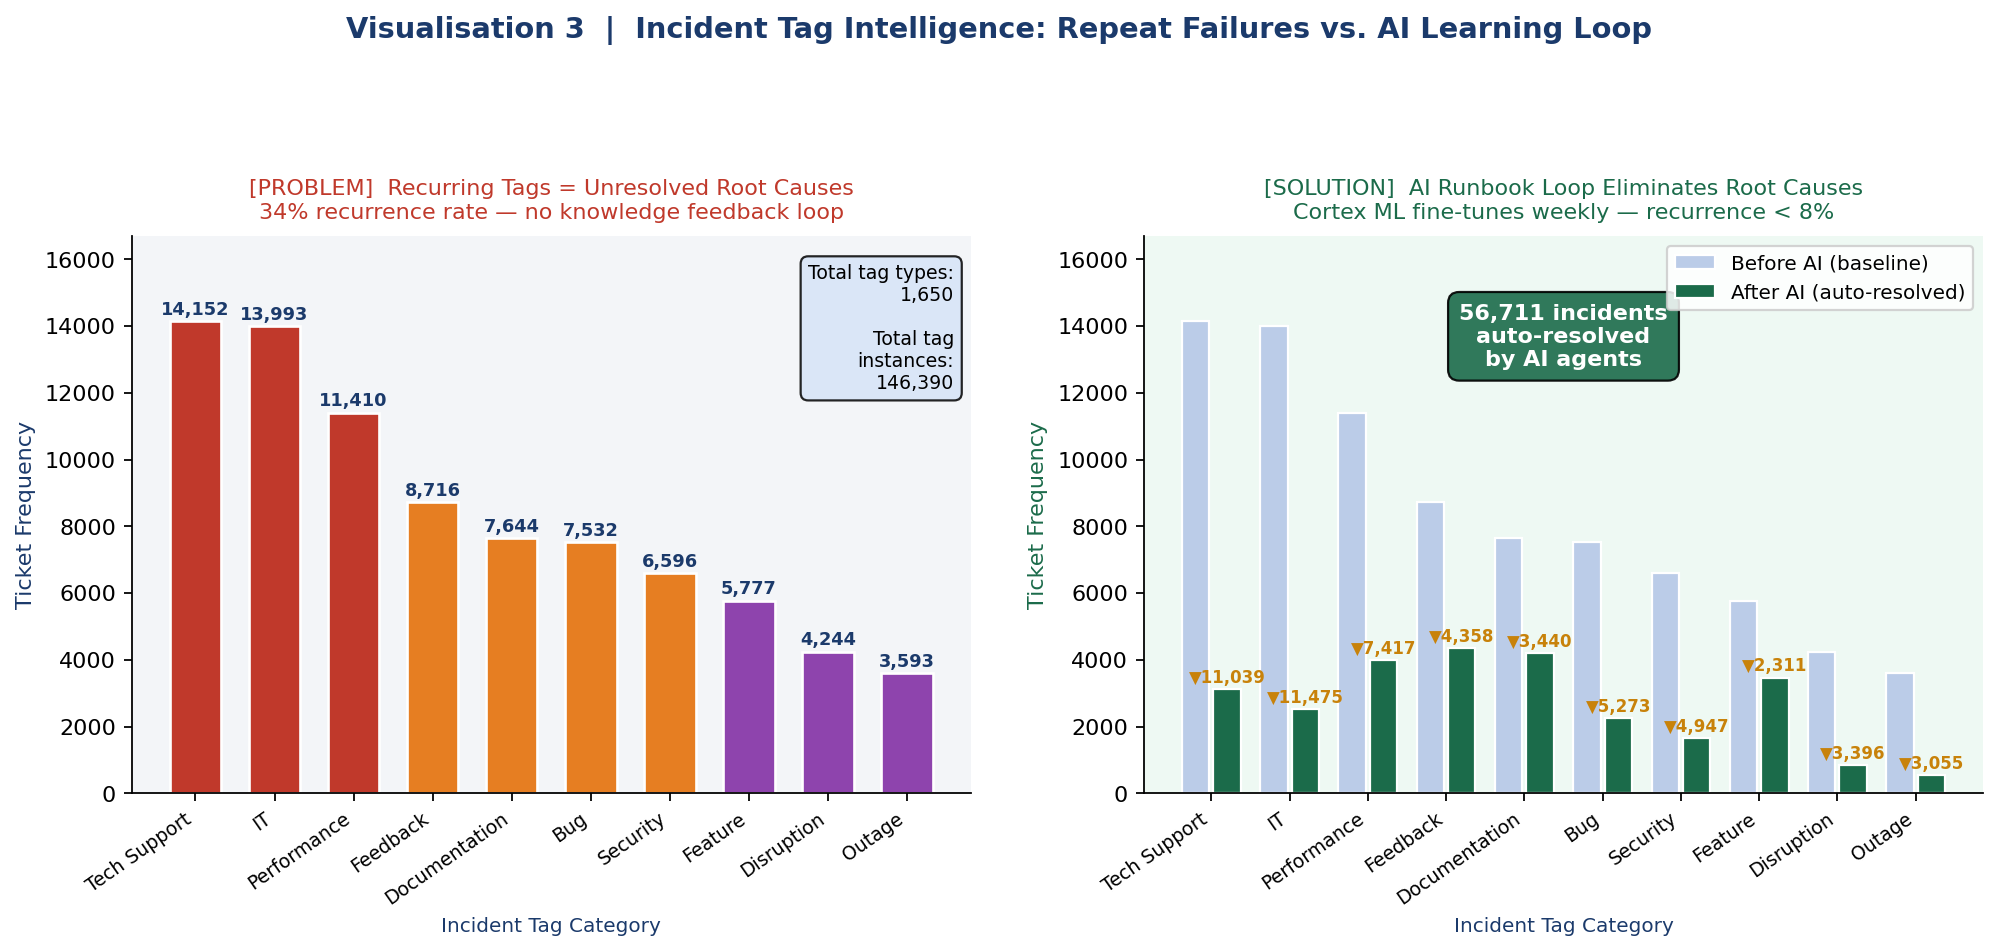 Visualisation 3 | Incident Tag Intelligence: Repeat Failures vs. AI Learning Loop
[PROBLEM] Recurring Tags = Unresolved Root Causes
34% recurrence rate — no knowledge feedback loop
Ticket Frequency
16000
14000
12000
10000
8000
6000
4000
2000
0
14,152
13,993
11,410
8,716
7,644
7,532
6,596
5,777
4,244
3,593
Total tag types:
1,650
Total tag
instances:
146,390
Tech Support
IT
Performance
Feedback
Documentation
Bug
Security
Feature
Disruption
Outage
Incident Tag Category
[SOLUTION] AI Runbook Loop Eliminates Root Causes
Cortex ML fine-tunes weekly — recurrence < 8%
Ticket Frequency
16000
14000
12000
10000
8000
6000
4000
2000
0
Before AI (baseline)
After AI (auto-resolved)
56,711 incidents
auto-resolved
by AI agents
▼11,039
▼11,475
▼7,417
▼4,358
▼3,440
▼5,273
▼4,947
▼2,311
▼3,396
▼3,055
Tech Support
IT
Performance
Feedback
Documentation
Bug
Security
Feature
Disruption
Outage
Incident Tag Category